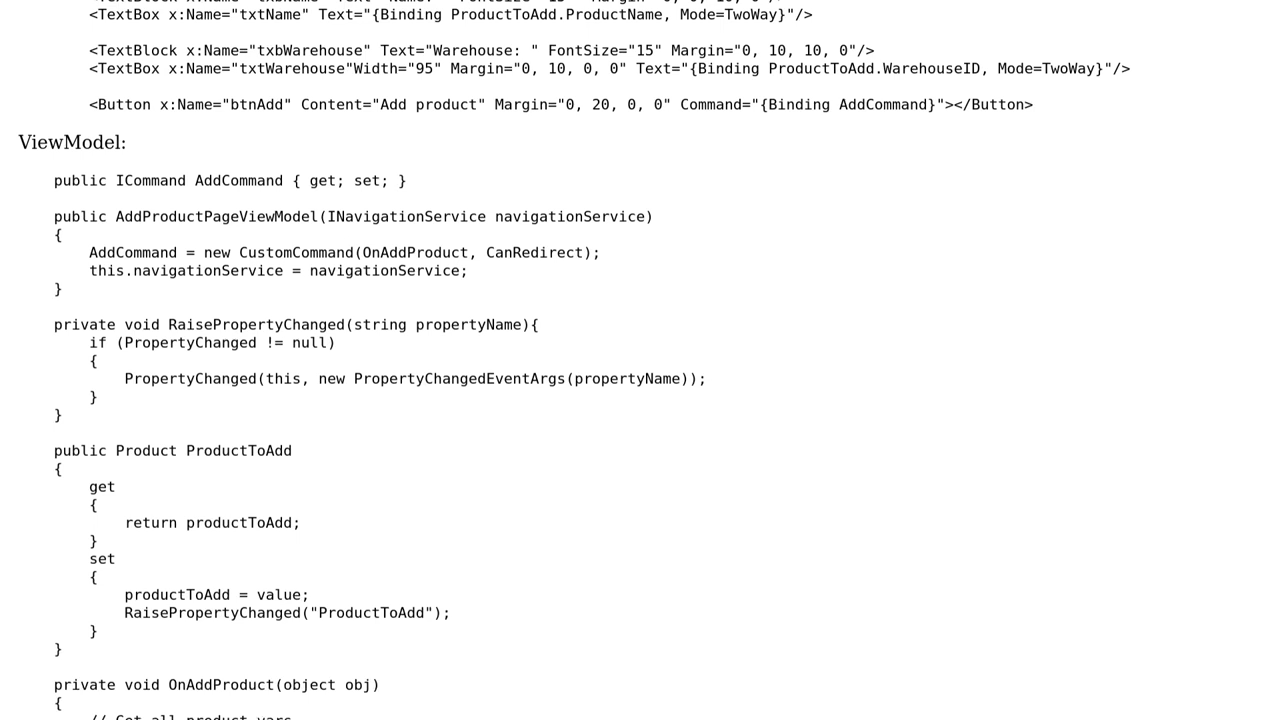 <TextBox x:Name="txtName" Text="{Binding ProductToAdd.ProductName, Mode=TwoWay}"/>
<TextBlock x:Name="txbWarehouse" Text="Warehouse: " FontSize="15" Margin="0, 10, 10, 0"/>
<TextBox x:Name="txtWarehouse"Width="95" Margin="0, 10, 0, 0" Text="{Binding ProductToAdd.WarehouseID, Mode=TwoWay}"/>
<Button x:Name="btnAdd" Content="Add product" Margin="0, 20, 0, 0" Command="{Binding AddCommand}"></Button>
ViewModel:
public ICommand AddCommand { get; set; }
public AddProductPageViewModel(INavigationService navigationService)
{
AddCommand = new CustomCommand(OnAddProduct, CanRedirect);
this.navigationService = navigationService;
}
private void RaisePropertyChanged(string propertyName){
if (PropertyChanged != null)
{
PropertyChanged(this, new PropertyChangedEventArgs(propertyName));
}
}
public Product ProductToAdd
{
get
{
return productToAdd;
}
set
{
productToAdd = value;
RaisePropertyChanged("ProductToAdd");
}
}
private void OnAddProduct(object obj)
{
// Get all product vars